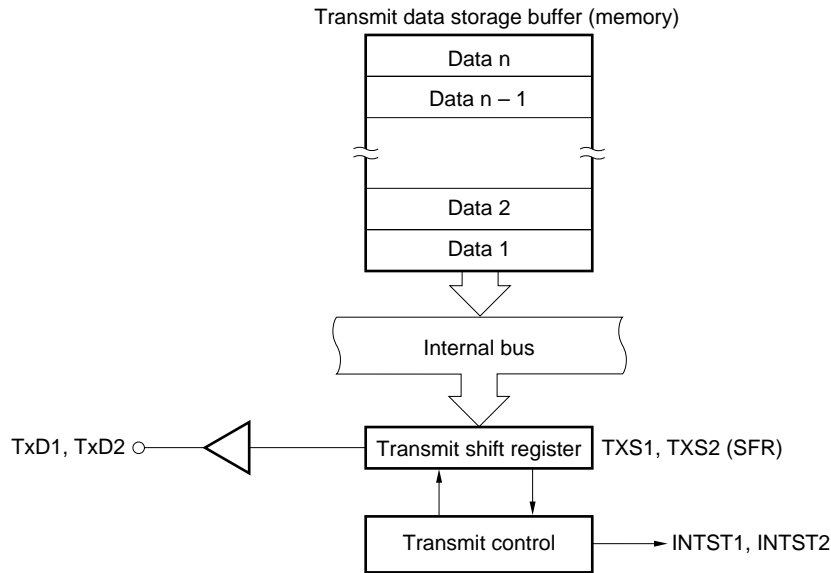 Transmit data storage buffer (memory)
Data n
Data n – 1
Data 2
Data 1
Internal bus
TxD1, TxD2
Transmit shift register
TXS1, TXS2 (SFR)
Transmit control
INTST1, INTST2